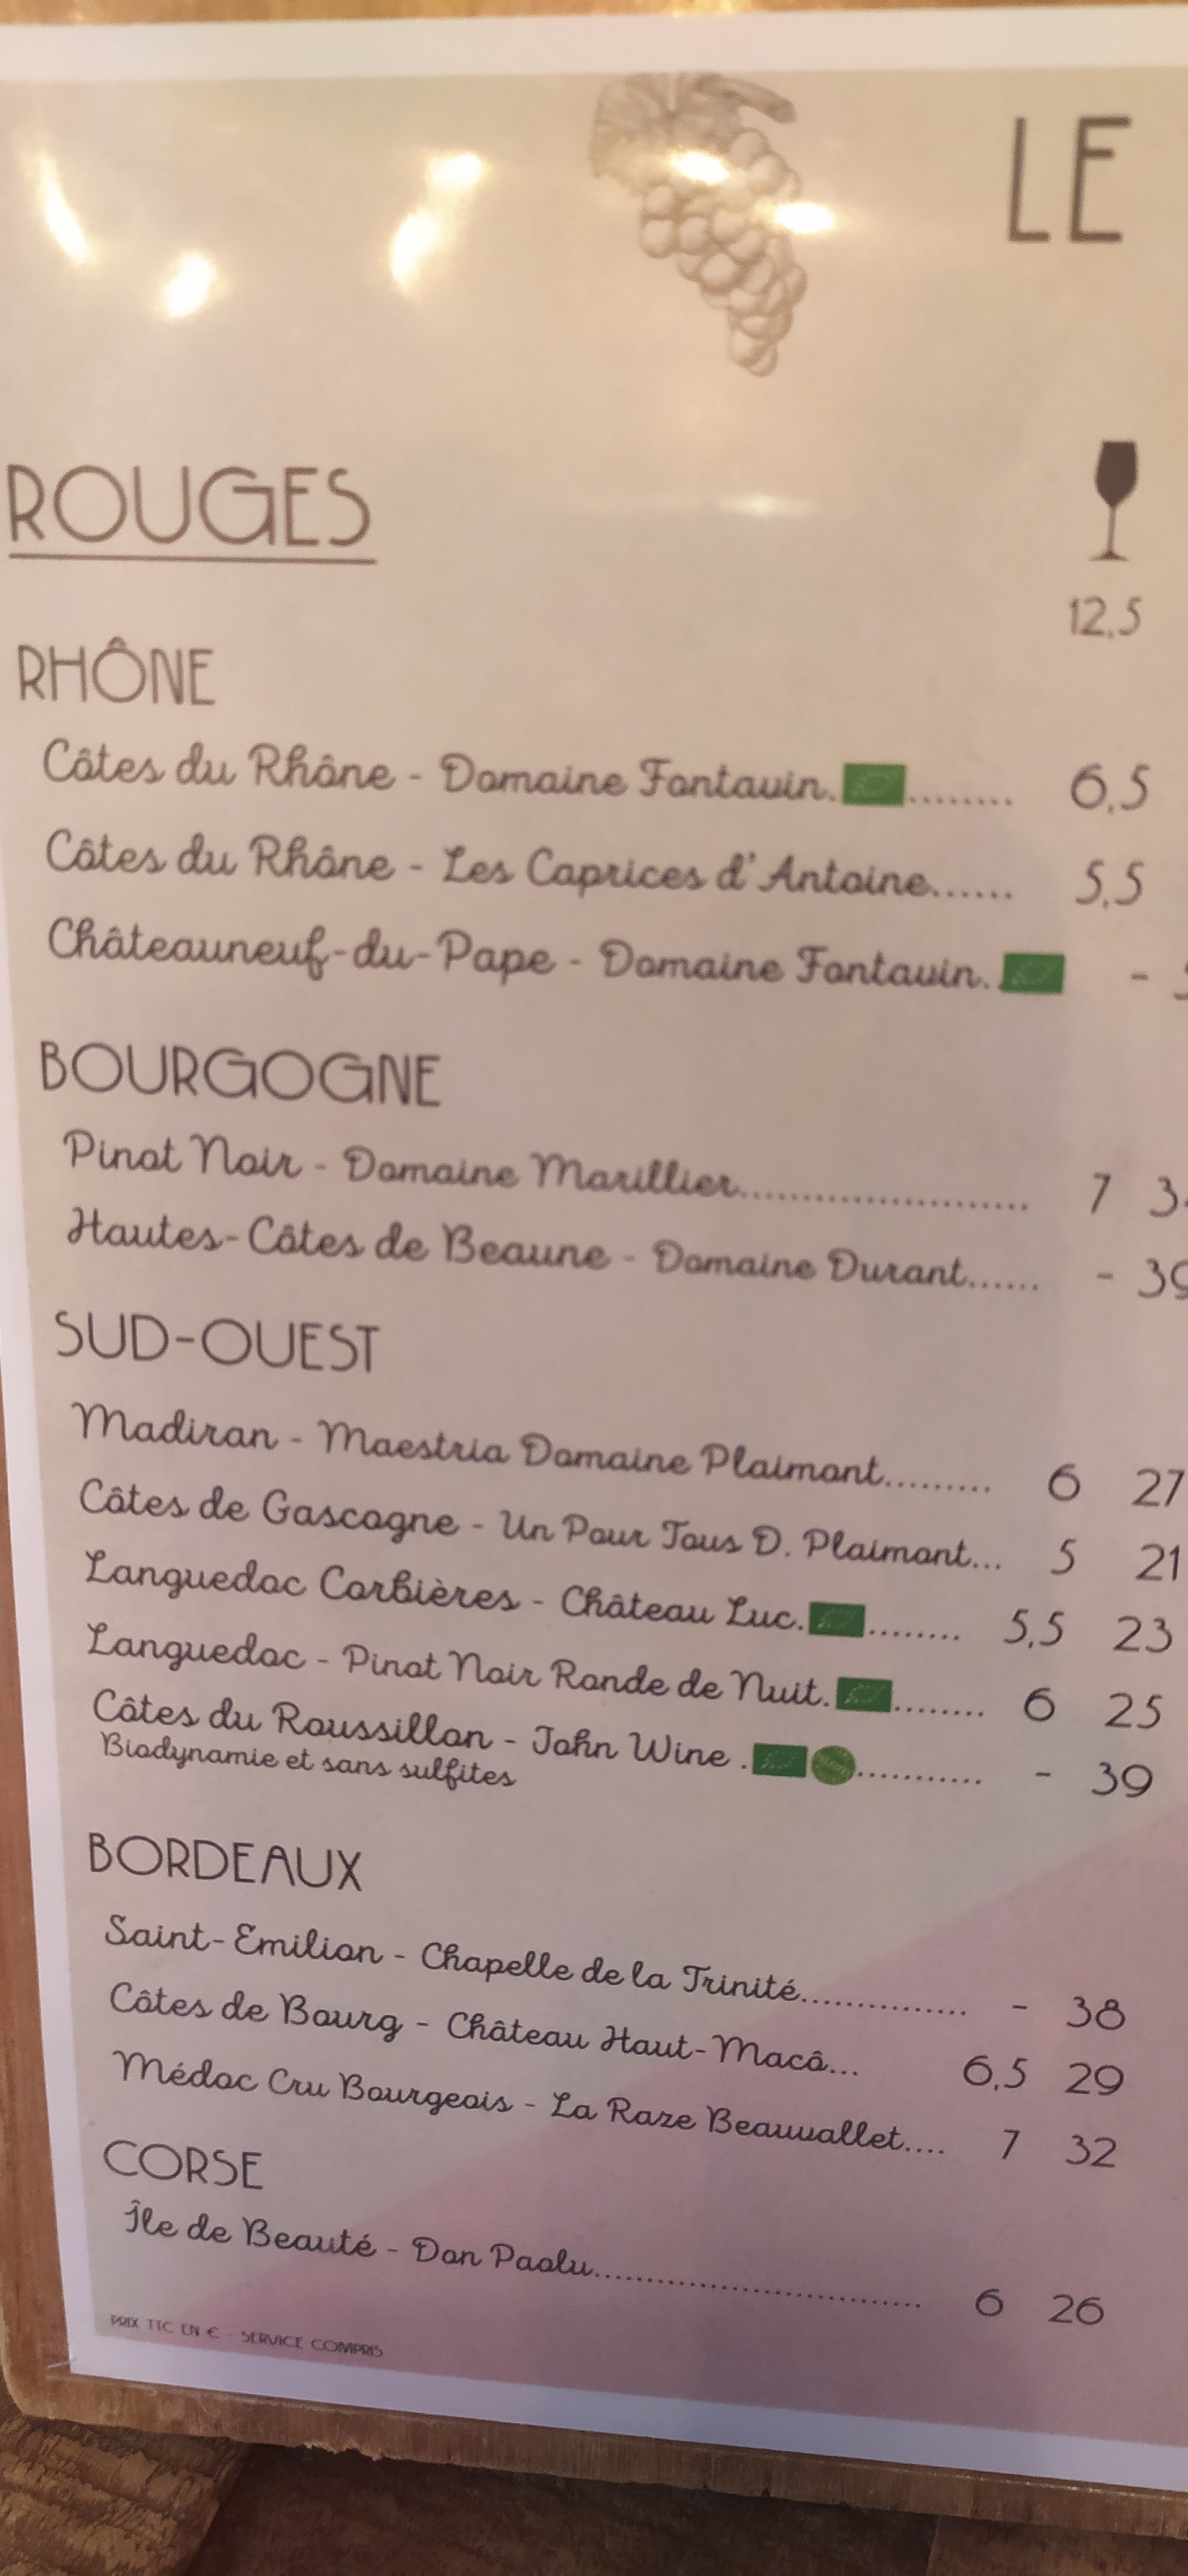 LE
ROUGES
12,5
RHÔNE
Côtes du Rhône - Domaine Fontavin. ........ 6,5
Côtes du Rhône - Les Caprices d'Antoine...... 5,5
Châteauneuf-du-Pape - Domaine Fontavin. -
BOURGOGNE
Pinot Noir - Domaine Marillier........................... 7 3
Hautes-Côtes de Beaune - Domaine Durant...... - 39
SUD-OUEST
Madiran - Maestria Domaine Plaimont......... 6 27
Côtes de Gascogne - Un Pour Tous D. Plaimont... 5 21
Languedoc Corbières - Château Luc. ........ 5,5 23
Languedoc - Pinot Noir Ronde de Nuit. ........ 6 25
Côtes du Roussillon - John Wine . ........... - 39
Biodynamie et sans sulfites
BORDEAUX
Saint-Emilion - Chapelle de la Trinité............... - 38
Côtes de Bourg - Château Haut-Macô... 6,5 29
Médoc Cru Bourgeois - La Raze Beauvallet.... 7 32
CORSE
Île de Beauté - Don Paolu.................................. 6 26
PRIX TTC EN € - SERVICE COMPRIS